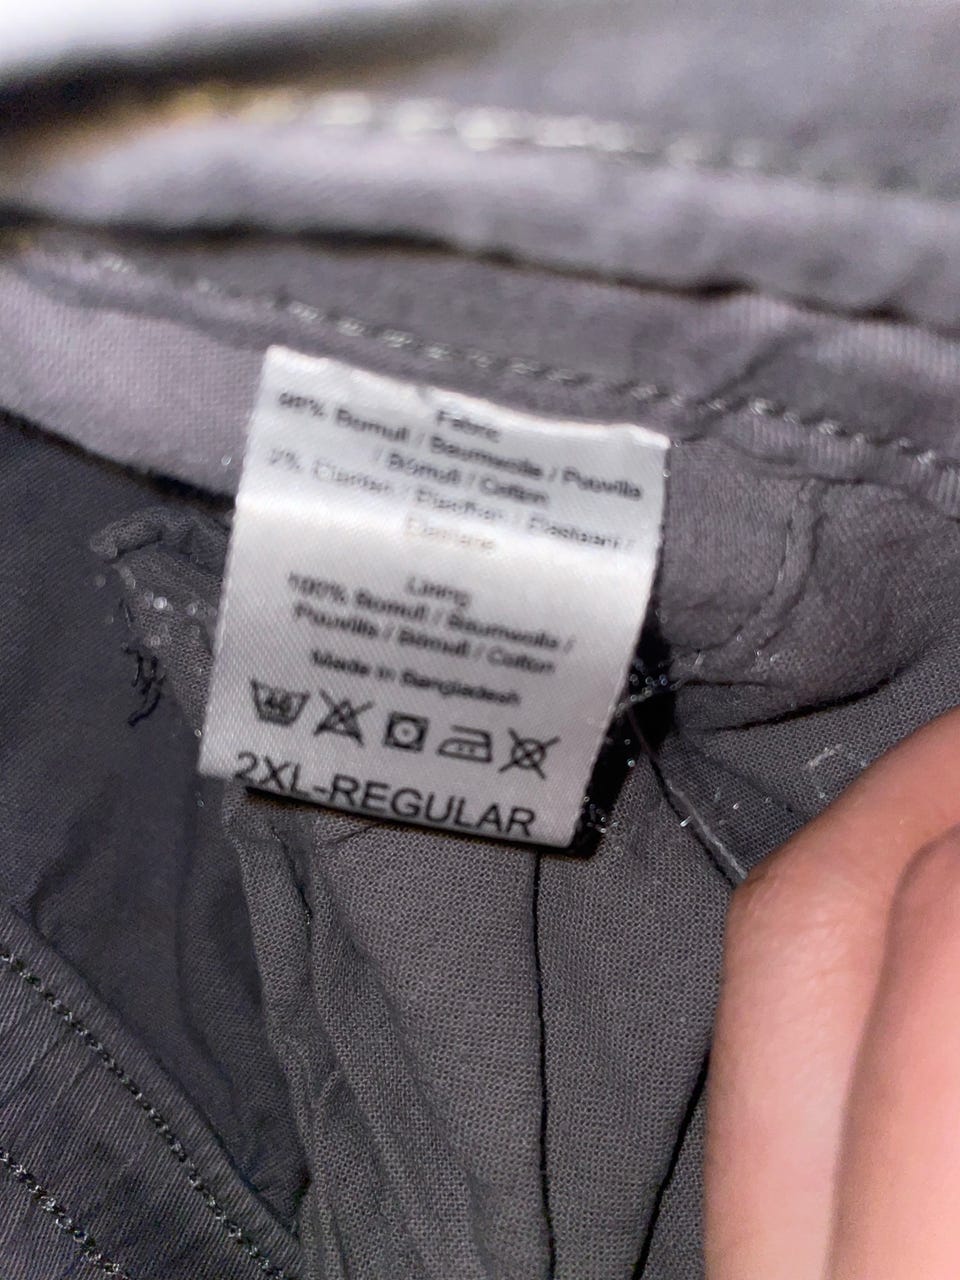 Fabric
98% Bomull / Baumwolle / Puuvilla
/ Bómull / Cotton
2% Elastan / Elasthan / Elastaani /
Elastane
Lining
100% Bomull / Baumwolle /
Puuvilla / Bómull / Cotton
Made in Bangladesh
40
2XL-REGULAR